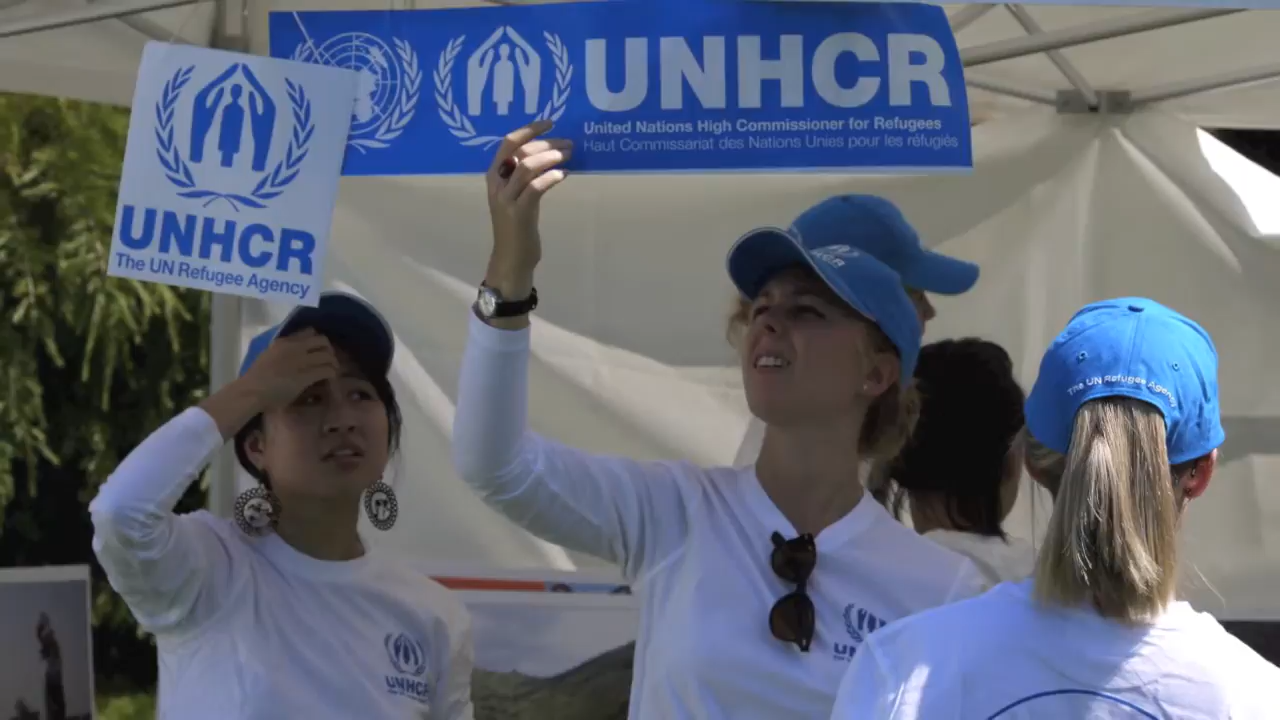 UNHCR
United Nations High Commissioner for Refugees
Haut Commissariat des Nations Unies pour les réfugiés
UNHCR
The UN Refugee Agency
The UN Refugee Agency
UNHCR